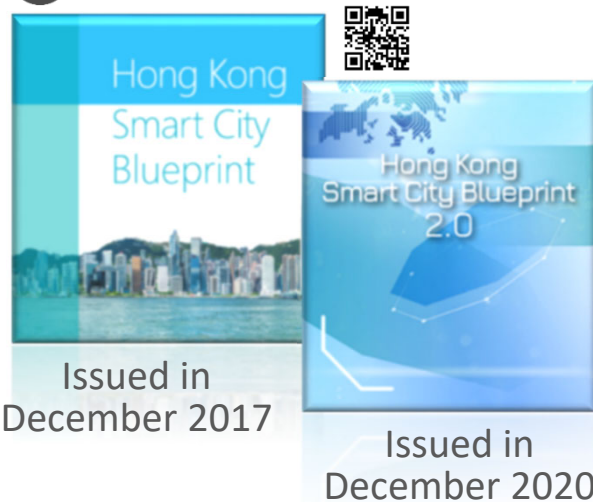 Hong Kong
Smart City
Blueprint
Issued in
December 2017
Hong Kong
Smart City Blueprint
2.0
Issued in
December 2020